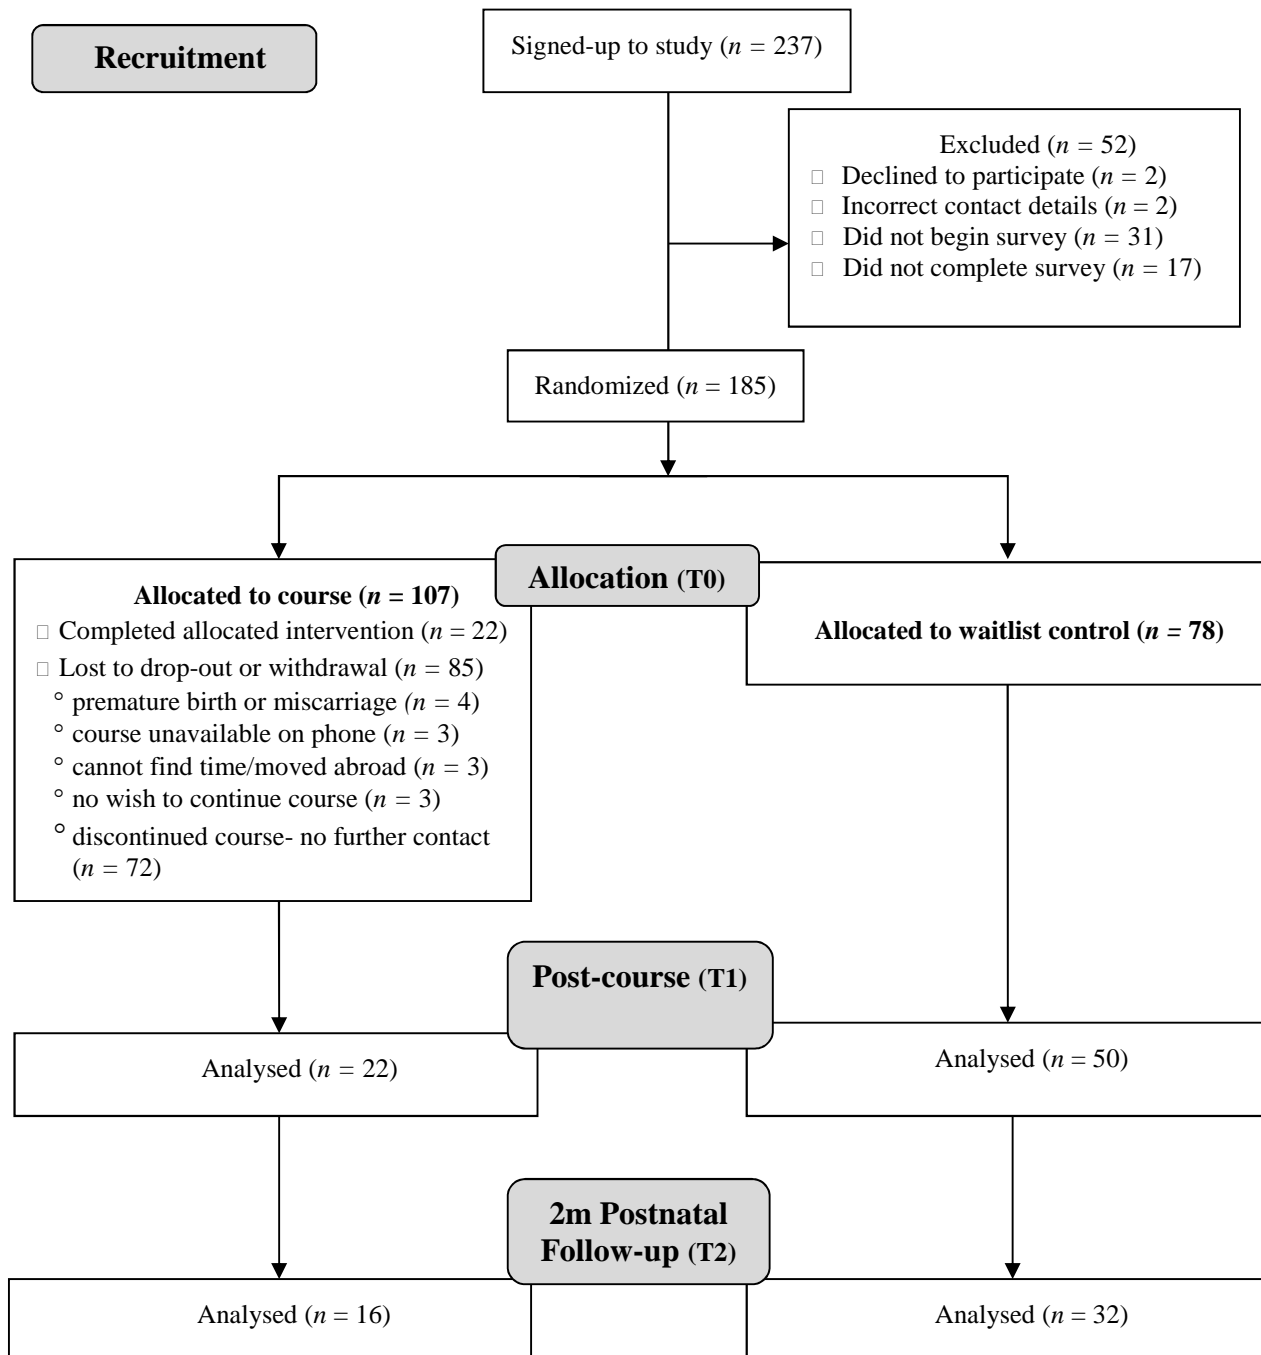 Recruitment
Signed-up to study (n = 237)
Excluded (n = 52)
Declined to participate (n = 2)
Incorrect contact details (n = 2)
Did not begin survey (n = 31)
Did not complete survey (n = 17)
Randomized (n = 185)
Allocation (T0)
Allocated to course (n = 107)
Completed allocated intervention (n = 22)
Lost to drop-out or withdrawal (n = 85)
° premature birth or miscarriage (n = 4)
° course unavailable on phone (n = 3)
° cannot find time/moved abroad (n = 3)
° no wish to continue course (n = 3)
° discontinued course- no further contact
(n = 72)
Allocated to waitlist control (n = 78)
Post-course (T1)
Analysed (n = 22)
Analysed (n = 50)
2m Postnatal
Follow-up (T2)
Analysed (n = 16)
Analysed (n = 32)